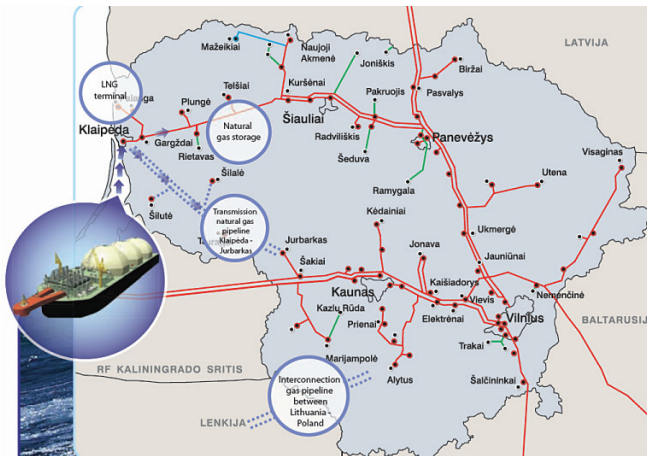 LATVIJA
Mažeikiai
Naujoji
Akmenė
Joniškis
Biržai
LNG
terminal
Telšiai
Kuršėnai
Pakruojis
Pasvalys
Plungė
Klaipėda
Gargždai
Natural
gas storage
Šiauliai
Radviliškis
Panevėžys
Rietavas
Šeduva
Visaginas
Šilalė
Ramygala
Utena
Šilutė
Transmission
natural gas
pipeline
Klaipėda -
Jurbarkas
Kėdainiai
Ukmergė
Jurbarkas
Jonava
Jauniūnai
Šakiai
Kaunas
Kaišiadorys
Vievis
Nemenčinė
Kazlų Rūda
Prienai
Elektrėnai
Vilnius
BALTARUSIJ
Trakai
Marijampolė
Alytus
Šalčininkai
RF KALININGRADO SRITIS
Interconnection
gas pipeline
between
Lithuania -
Poland
LENKIJA